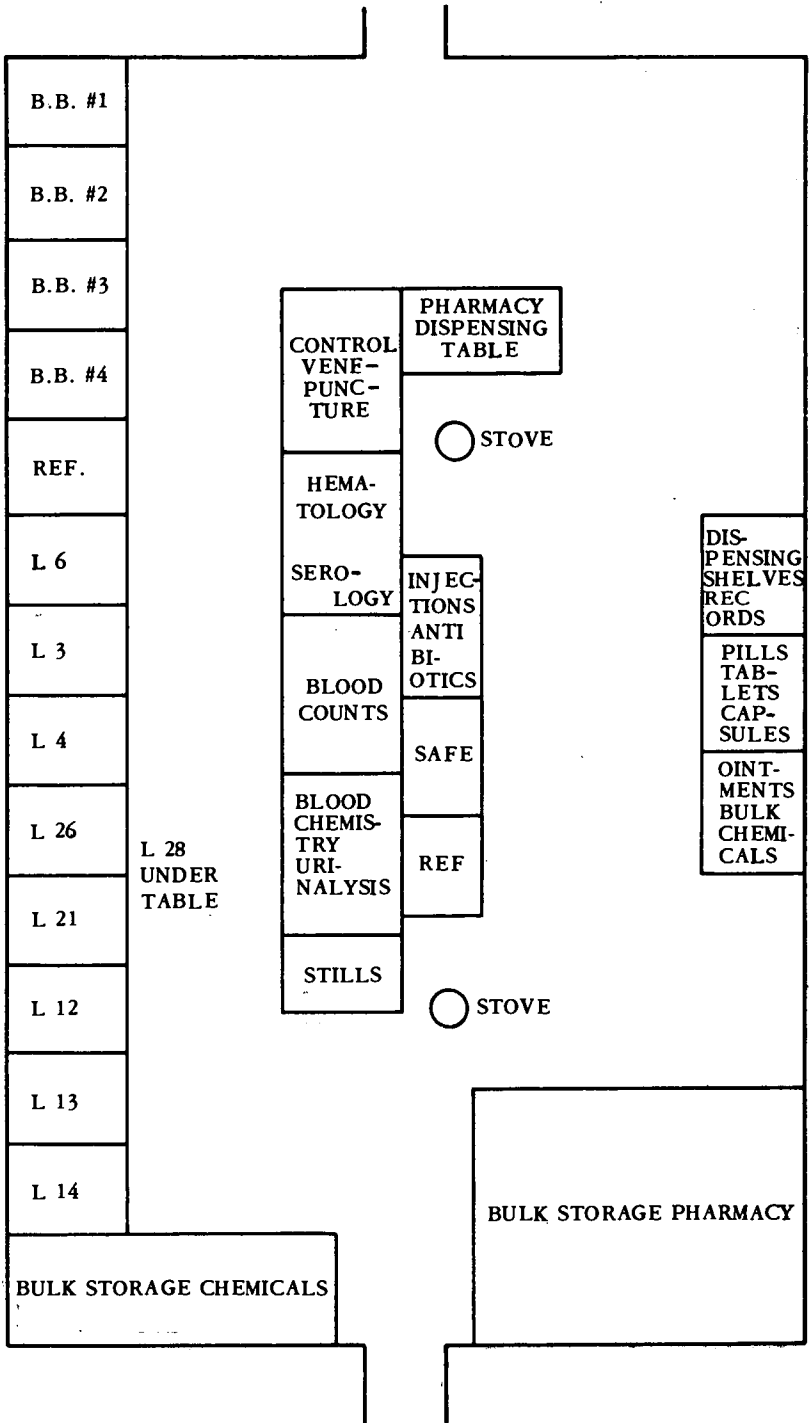 B.B. #1
B.B. #2
B.B. #3
B.B. #4
REF.
L 6
L 3
L 4
L 26
L 21
L 12
L 13
L 14
BULK STORAGE CHEMICALS
L 28
UNDER
TABLE
CONTROL
VENE-
PUNC-
TURE
HEMA-
TOLOGY
SERO-
LOGY
BLOOD
COUNTS
BLOOD
CHEMIS-
TRY
URI-
NALYSIS
STILLS
PHARMACY
DISPENSING
TABLE
STOVE
INJEC-
TIONS
ANTI
BI-
OTICS
SAFE
REF
STOVE
DIS-
PENSING
SHELVES
REC
ORDS
PILLS
TAB-
LETS
CAP-
SULES
OINT-
MENTS
BULK
CHEMI-
CALS
BULK STORAGE PHARMACY